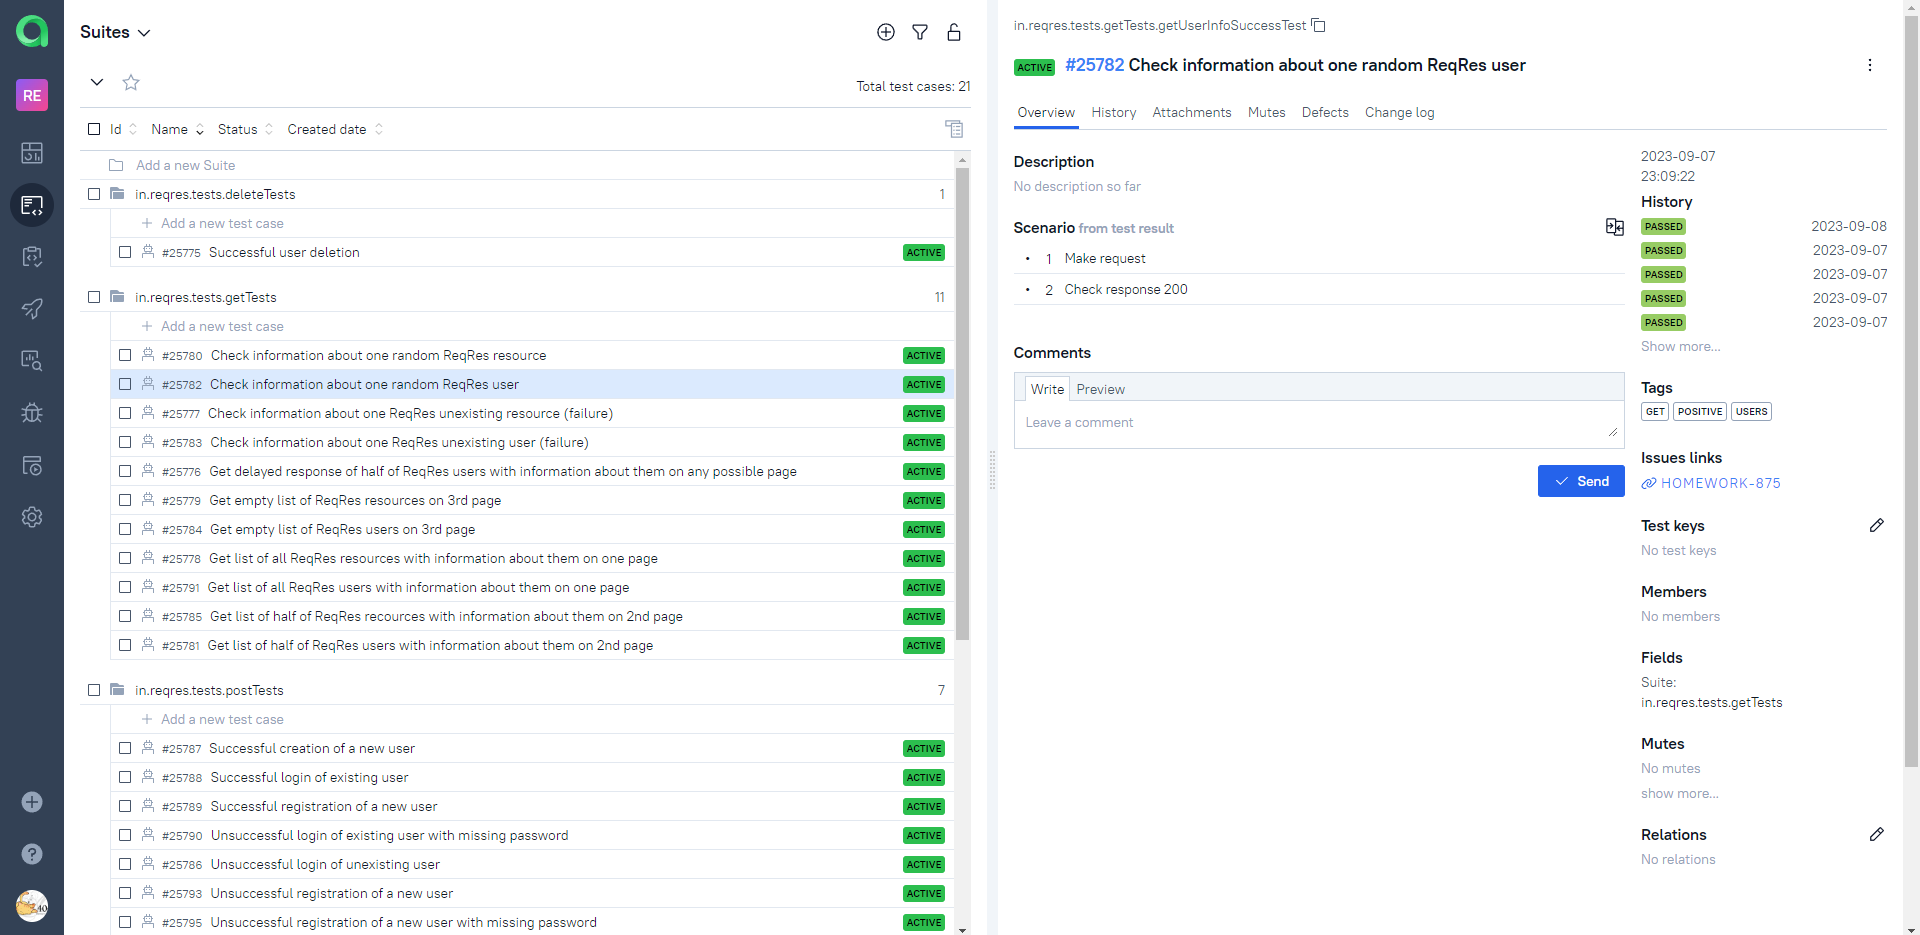 RE
Suites
Total test cases: 21
Id Name Status Created date
Add a new Suite
in.reqres.tests.deleteTests 1
Add a new test case
#25775 Successful user deletion ACTIVE
in.reqres.tests.getTests 11
Add a new test case
#25780 Check information about one random ReqRes resource ACTIVE
#25782 Check information about one random ReqRes user ACTIVE
#25777 Check information about one ReqRes unexisting resource (failure) ACTIVE
#25783 Check information about one ReqRes unexisting user (failure) ACTIVE
#25776 Get delayed response of half of ReqRes users with information about them on any possible page ACTIVE
#25779 Get empty list of ReqRes resources on 3rd page ACTIVE
#25784 Get empty list of ReqRes users on 3rd page ACTIVE
#25778 Get list of all ReqRes resources with information about them on one page ACTIVE
#25791 Get list of all ReqRes users with information about them on one page ACTIVE
#25785 Get list of half of ReqRes recources with information about them on 2nd page ACTIVE
#25781 Get list of half of ReqRes users with information about them on 2nd page ACTIVE
in.reqres.tests.postTests 7
Add a new test case
#25787 Successful creation of a new user ACTIVE
#25788 Successful login of existing user ACTIVE
#25789 Successful registration of a new user ACTIVE
#25790 Unsuccessful login of existing user with missing password ACTIVE
#25786 Unsuccessful login of unexisting user ACTIVE
#25793 Unsuccessful registration of a new user ACTIVE
#25795 Unsuccessful registration of a new user with missing password ACTIVE
in.reqres.tests.getTests.getUserInfoSuccessTest
ACTIVE #25782 Check information about one random ReqRes user
Overview History Attachments Mutes Defects Change log
Description
No description so far
Scenario from test result
1 Make request
2 Check response 200
Comments
Write Preview
Leave a comment
Send
2023-09-07
23:09:22
History
PASSED 2023-09-08
PASSED 2023-09-07
PASSED 2023-09-07
PASSED 2023-09-07
PASSED 2023-09-07
Show more...
Tags
GET POSITIVE USERS
Issues links
HOMEWORK-875
Test keys
No test keys
Members
No members
Fields
Suite:
in.reqres.tests.getTests
Mutes
No mutes
show more...
Relations
No relations